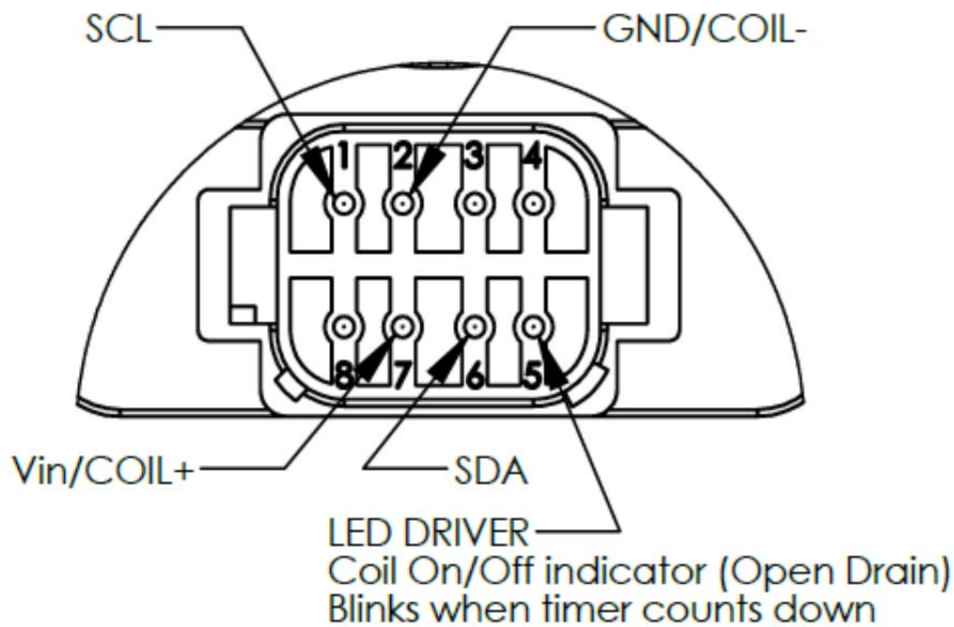 SCL
GND/COIL-
1 2 3 4
8 7 6 5
Vin/COIL+
SDA
LED DRIVER
Coil On/Off indicator (Open Drain)
Blinks when timer counts down